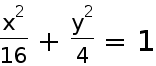 x²/16 + y²/4 = 1